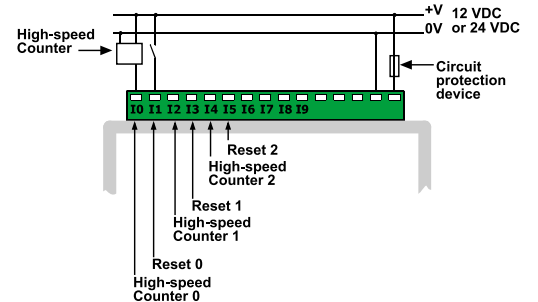 +V 12 VDC
0V or 24 VDC
High-speed
Counter
Circuit
protection
device
I0 I1 I2 I3 I4 I5 I6 I7 I8 I9
Reset 2
High-speed
Counter 2
Reset 1
High-speed
Counter 1
Reset 0
High-speed
Counter 0